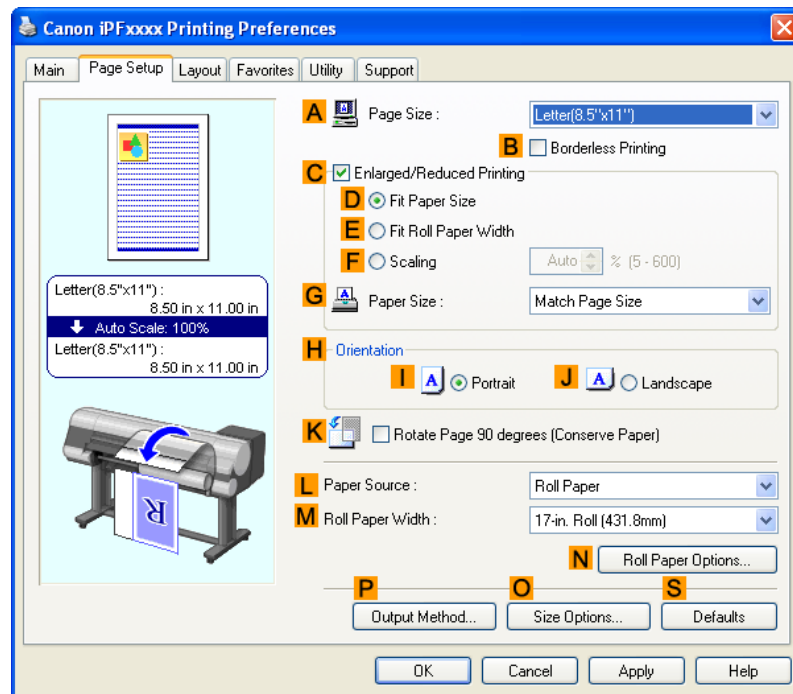 Canon iPFxxxx Printing Preferences
Main Page Setup Layout Favorites Utility Support
A Page Size : Letter(8.5"x11")
B Borderless Printing
C Enlarged/Reduced Printing
D Fit Paper Size
E Fit Roll Paper Width
F Scaling Auto % (5 - 600)
G Paper Size : Match Page Size
Letter(8.5"x11") :
8.50 in x 11.00 in
Auto Scale: 100%
Letter(8.5"x11") :
8.50 in x 11.00 in
H Orientation
I A Portrait J A Landscape
K Rotate Page 90 degrees (Conserve Paper)
R
L Paper Source : Roll Paper
M Roll Paper Width : 17-in. Roll (431.8mm)
N Roll Paper Options...
P O S
Output Method... Size Options... Defaults
OK Cancel Apply Help